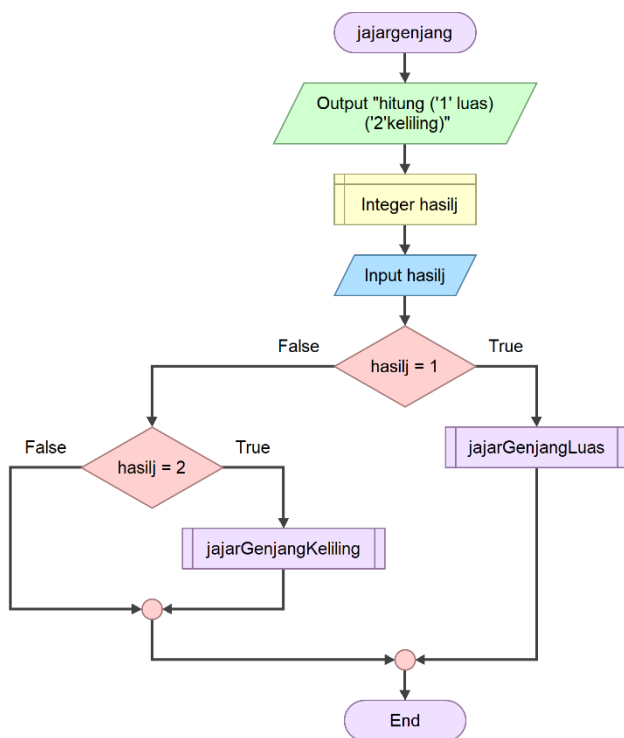 jajargenjang
Output "hitung ('1' luas)
('2'keliling)"
Integer hasilj
Input hasilj
False
True
hasilj = 1
False
True
jajarGenjangLuas
hasilj = 2
jajarGenjangKeliling
End